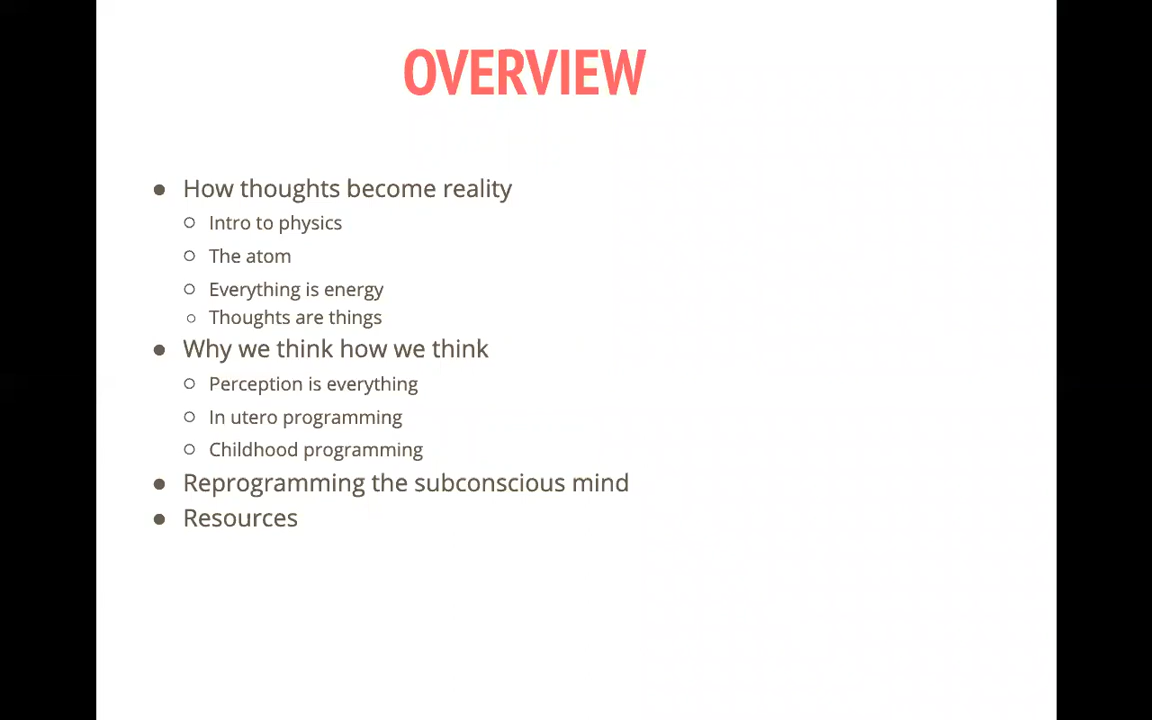 OVERVIEW
● How thoughts become reality
○ Intro to physics
○ The atom
○ Everything is energy
○ Thoughts are things
● Why we think how we think
○ Perception is everything
○ In utero programming
○ Childhood programming
● Reprogramming the subconscious mind
● Resources